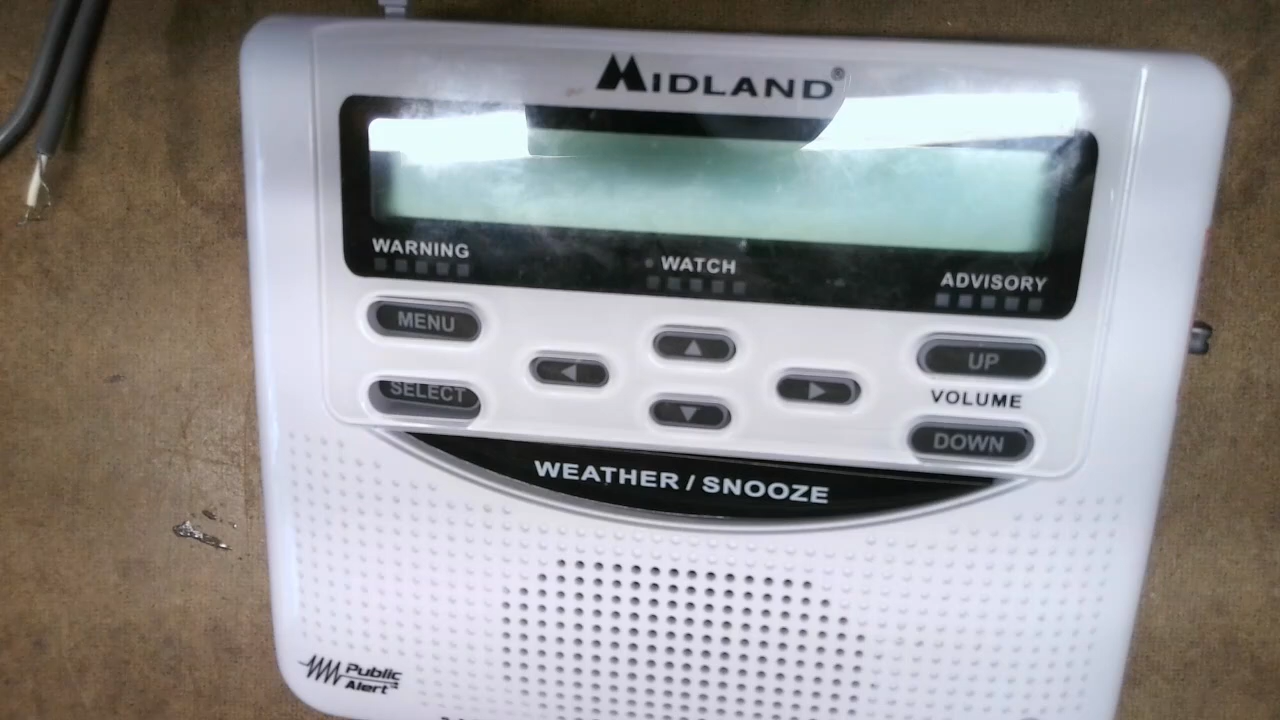 MIDLAND®
WARNING
WATCH
ADVISORY
MENU
UP
SELECT
VOLUME
DOWN
WEATHER / SNOOZE
Public
Alert